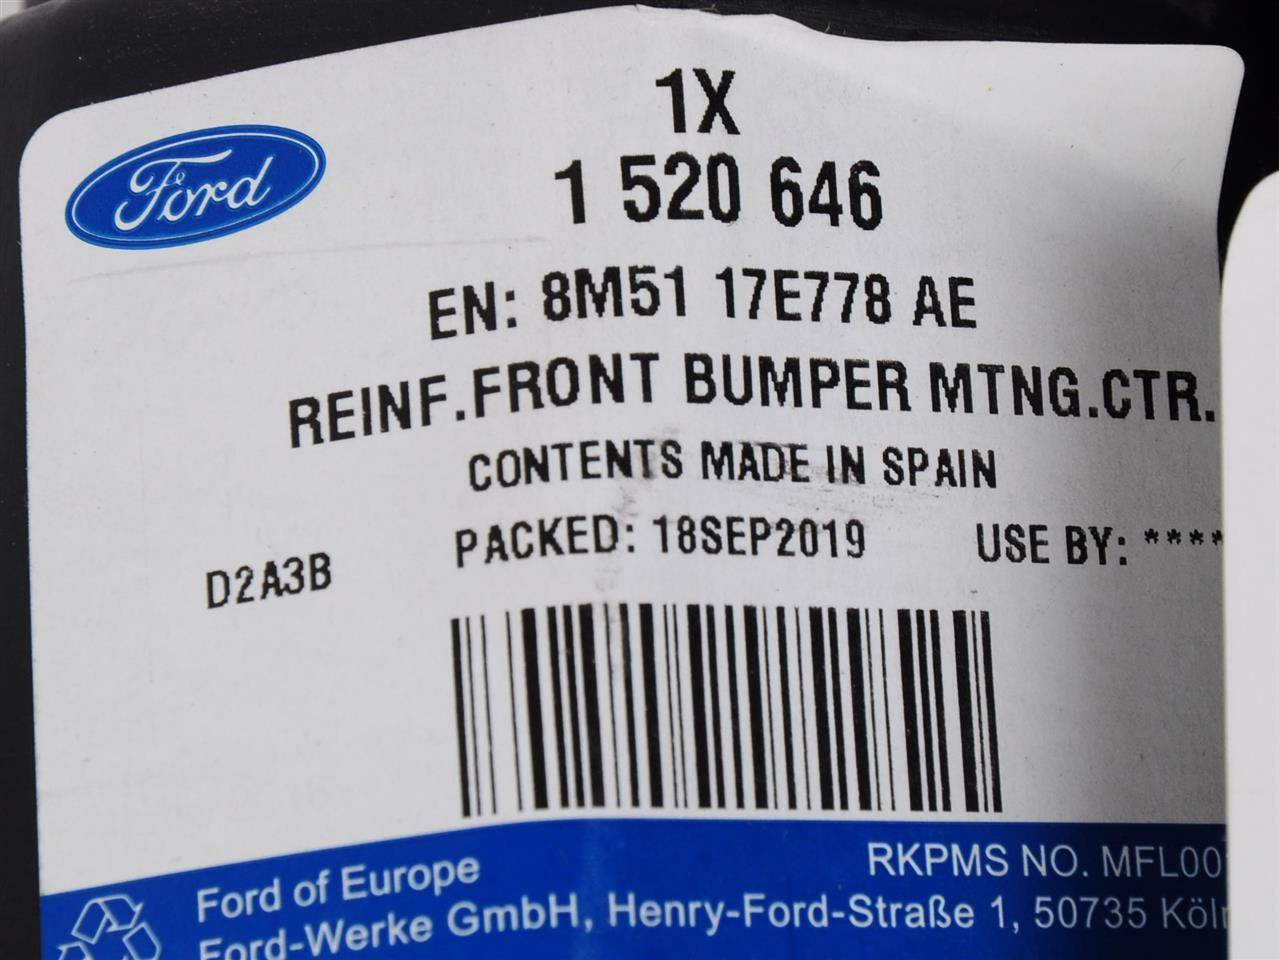 Ford
1X
1 520 646
EN: 8M51 17E778 AE
REINF.FRONT BUMPER MTNG.CTR.
CONTENTS MADE IN SPAIN
PACKED: 18SEP2019 USE BY: ****
D2A3B
RKPMS NO. MFL00
Ford of Europe
Ford-Werke GmbH, Henry-Ford-Straße 1, 50735 Köln